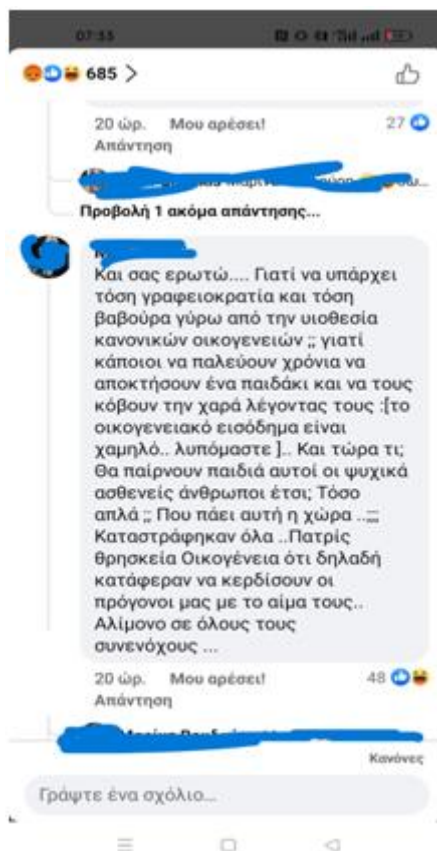 07:55
685 >
20 ώρ. Μου αρέσει! 27
Απάντηση
Προβολή 1 ακόμα απάντησης...
Και σας ερωτώ.... Γιατί να υπάρχει
τόση γραφειοκρατία και τόση
βαβούρα γύρω από την υιοθεσία
κανονικών οικογενειών ;; γιατί
κάποιοι να παλεύουν χρόνια να
αποκτήσουν ένα παιδάκι και να τους
κόβουν την χαρά λέγοντας τους :[το
οικογενειακό εισόδημα είναι
χαμηλό.. λυπόμαστε ].. Και τώρα τι;
Θα παίρνουν παιδιά αυτοί οι ψυχικά
ασθενείς άνθρωποι έτσι; Τόσο
απλά ;; Που πάει αυτή η χώρα ..;;;
Καταστράφηκαν όλα ..Πατρίς
θρησκεία Οικογένεια ότι δηλαδή
κατάφεραν να κερδίσουν οι
πρόγονοι μας με το αίμα τους..
Αλίμονο σε όλους τους
συνενόχους ...
20 ώρ. Μου αρέσει! 48
Απάντηση
Κανόνες
Γράψτε ένα σχόλιο...